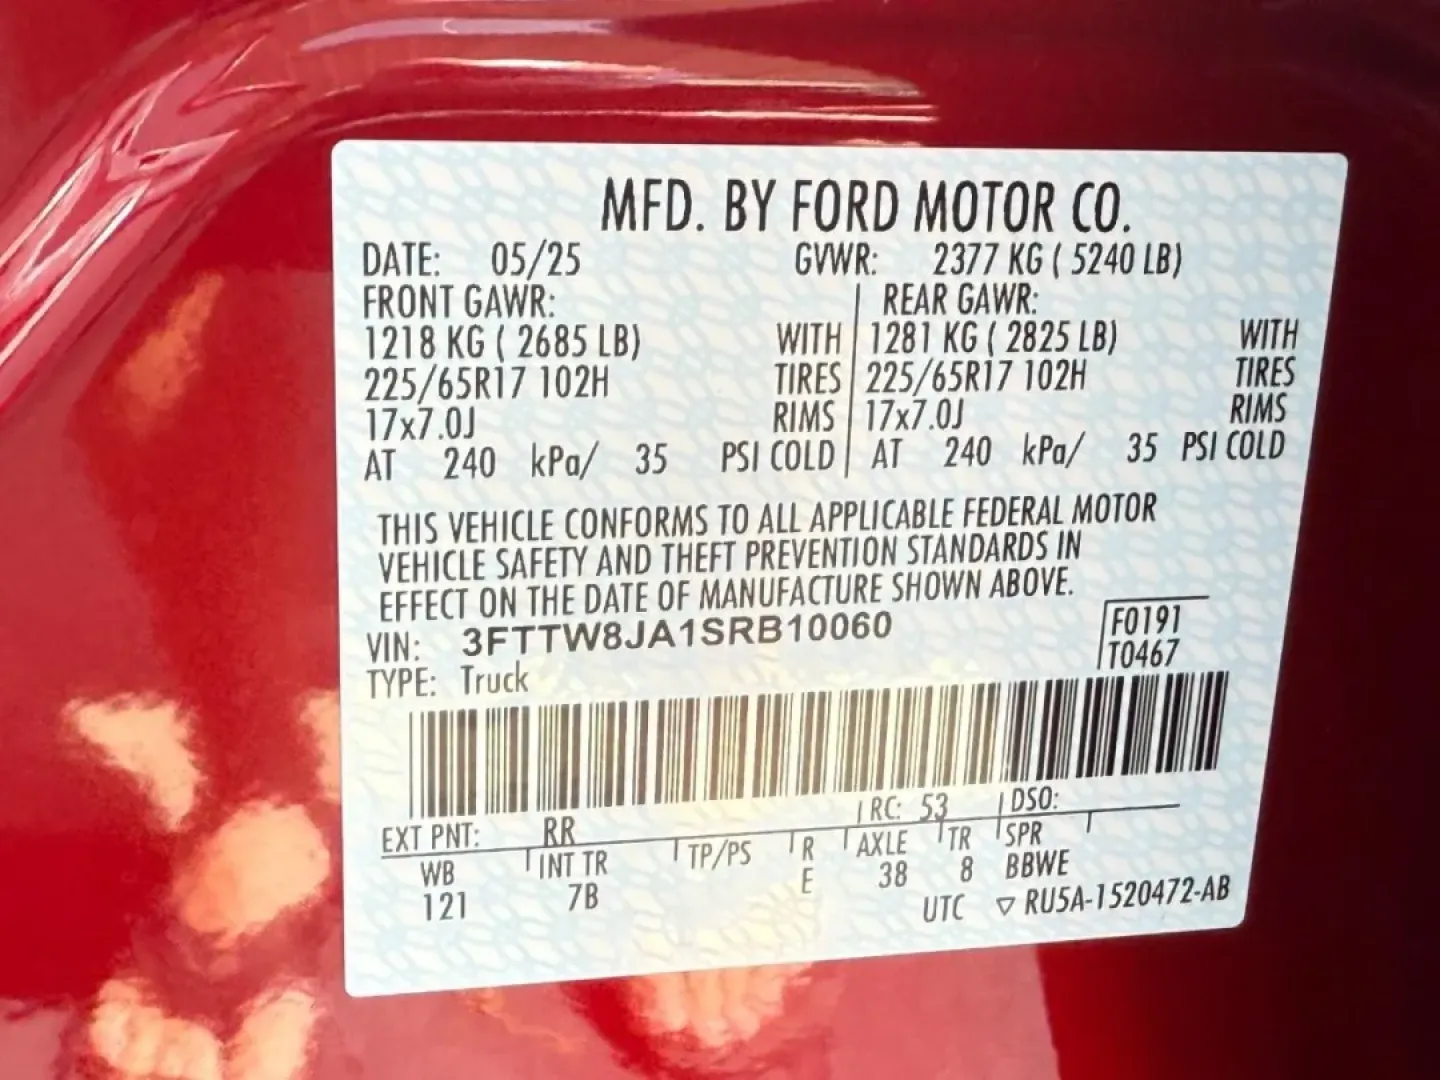 MFD. BY FORD MOTOR CO.
DATE: 05/25 GVWR: 2377 KG ( 5240 LB)
FRONT GAWR: REAR GAWR:
1218 KG ( 2685 LB) WITH 1281 KG ( 2825 LB) WITH
225/65R17 102H TIRES 225/65R17 102H TIRES
17x7.0J RIMS 17x7.0J RIMS
AT 240 kPa/ 35 PSI COLD AT 240 kPa/ 35 PSI COLD
THIS VEHICLE CONFORMS TO ALL APPLICABLE FEDERAL MOTOR
VEHICLE SAFETY AND THEFT PREVENTION STANDARDS IN
EFFECT ON THE DATE OF MANUFACTURE SHOWN ABOVE.
VIN: 3FTTW8JA1SRB10060 F0191
TYPE: Truck T0467
EXT PNT: RR RC: 53 DSO:
WB INT TR TP/PS R AXLE TR SPR
121 7B E 38 8 BBWE
UTC ▽ RU5A-1520472-AB